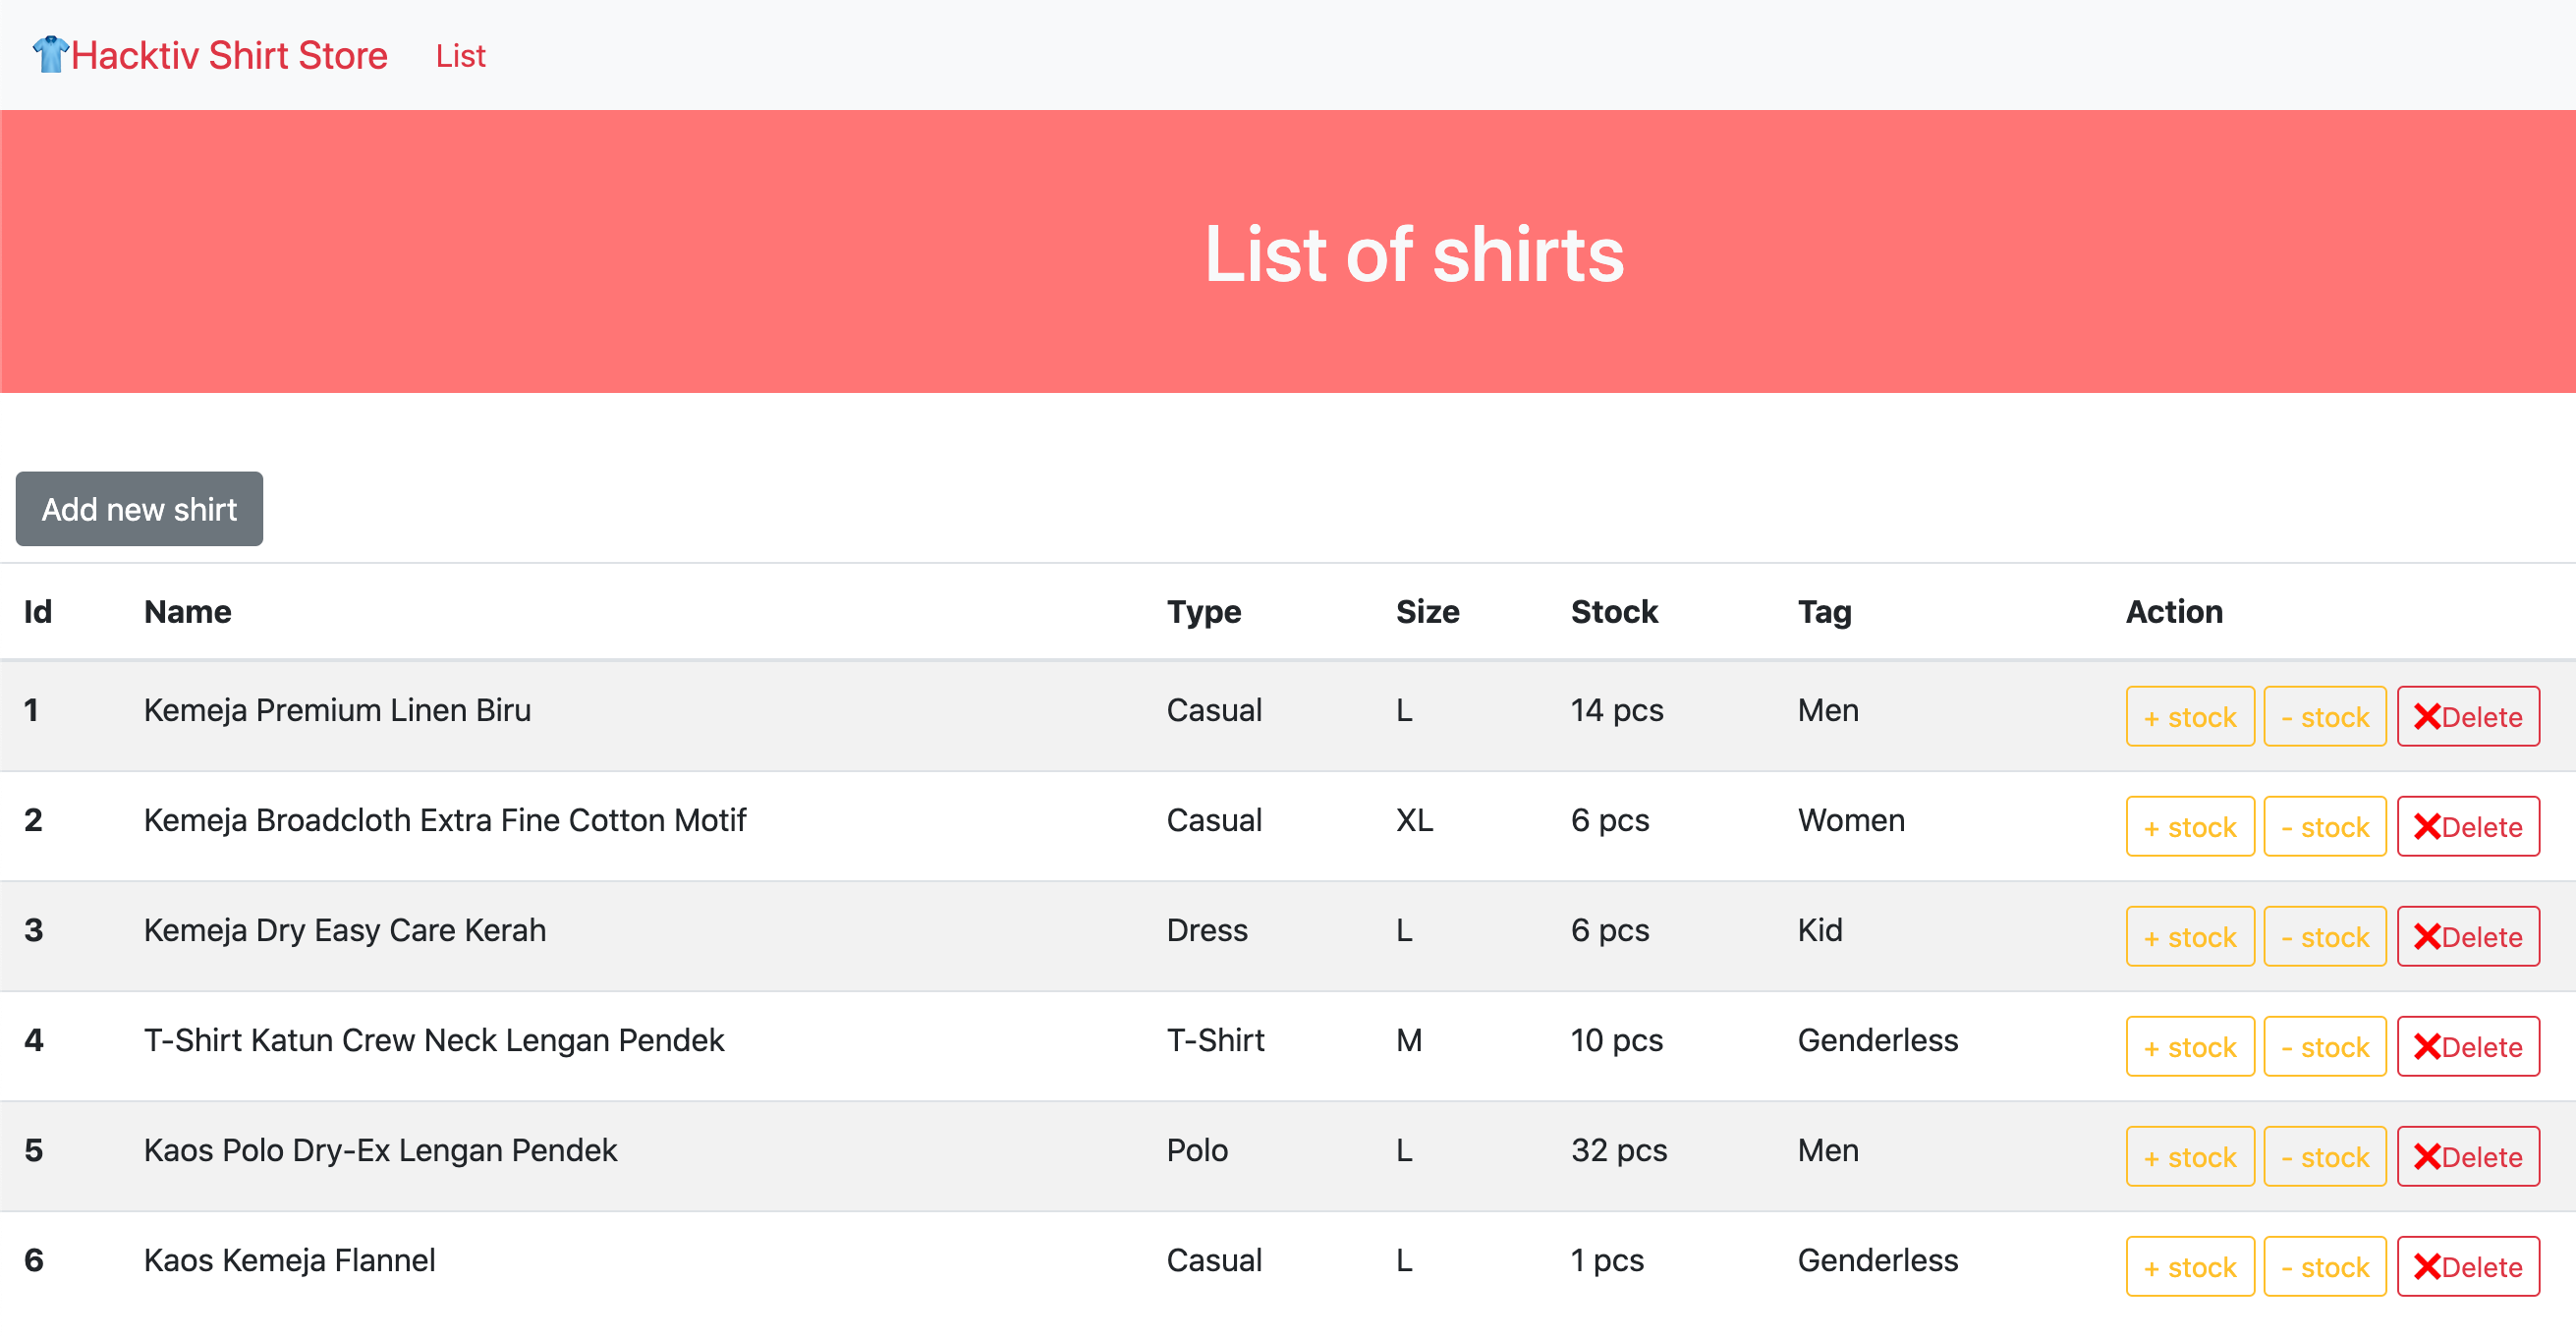 Hacktiv Shirt Store List
List of shirts
Add new shirt
Id Name Type Size Stock Tag Action
1 Kemeja Premium Linen Biru Casual L 14 pcs Men + stock - stock ❌Delete
2 Kemeja Broadcloth Extra Fine Cotton Motif Casual XL 6 pcs Women + stock - stock ❌Delete
3 Kemeja Dry Easy Care Kerah Dress L 6 pcs Kid + stock - stock ❌Delete
4 T-Shirt Katun Crew Neck Lengan Pendek T-Shirt M 10 pcs Genderless + stock - stock ❌Delete
5 Kaos Polo Dry-Ex Lengan Pendek Polo L 32 pcs Men + stock - stock ❌Delete
6 Kaos Kemeja Flannel Casual L 1 pcs Genderless + stock - stock ❌Delete